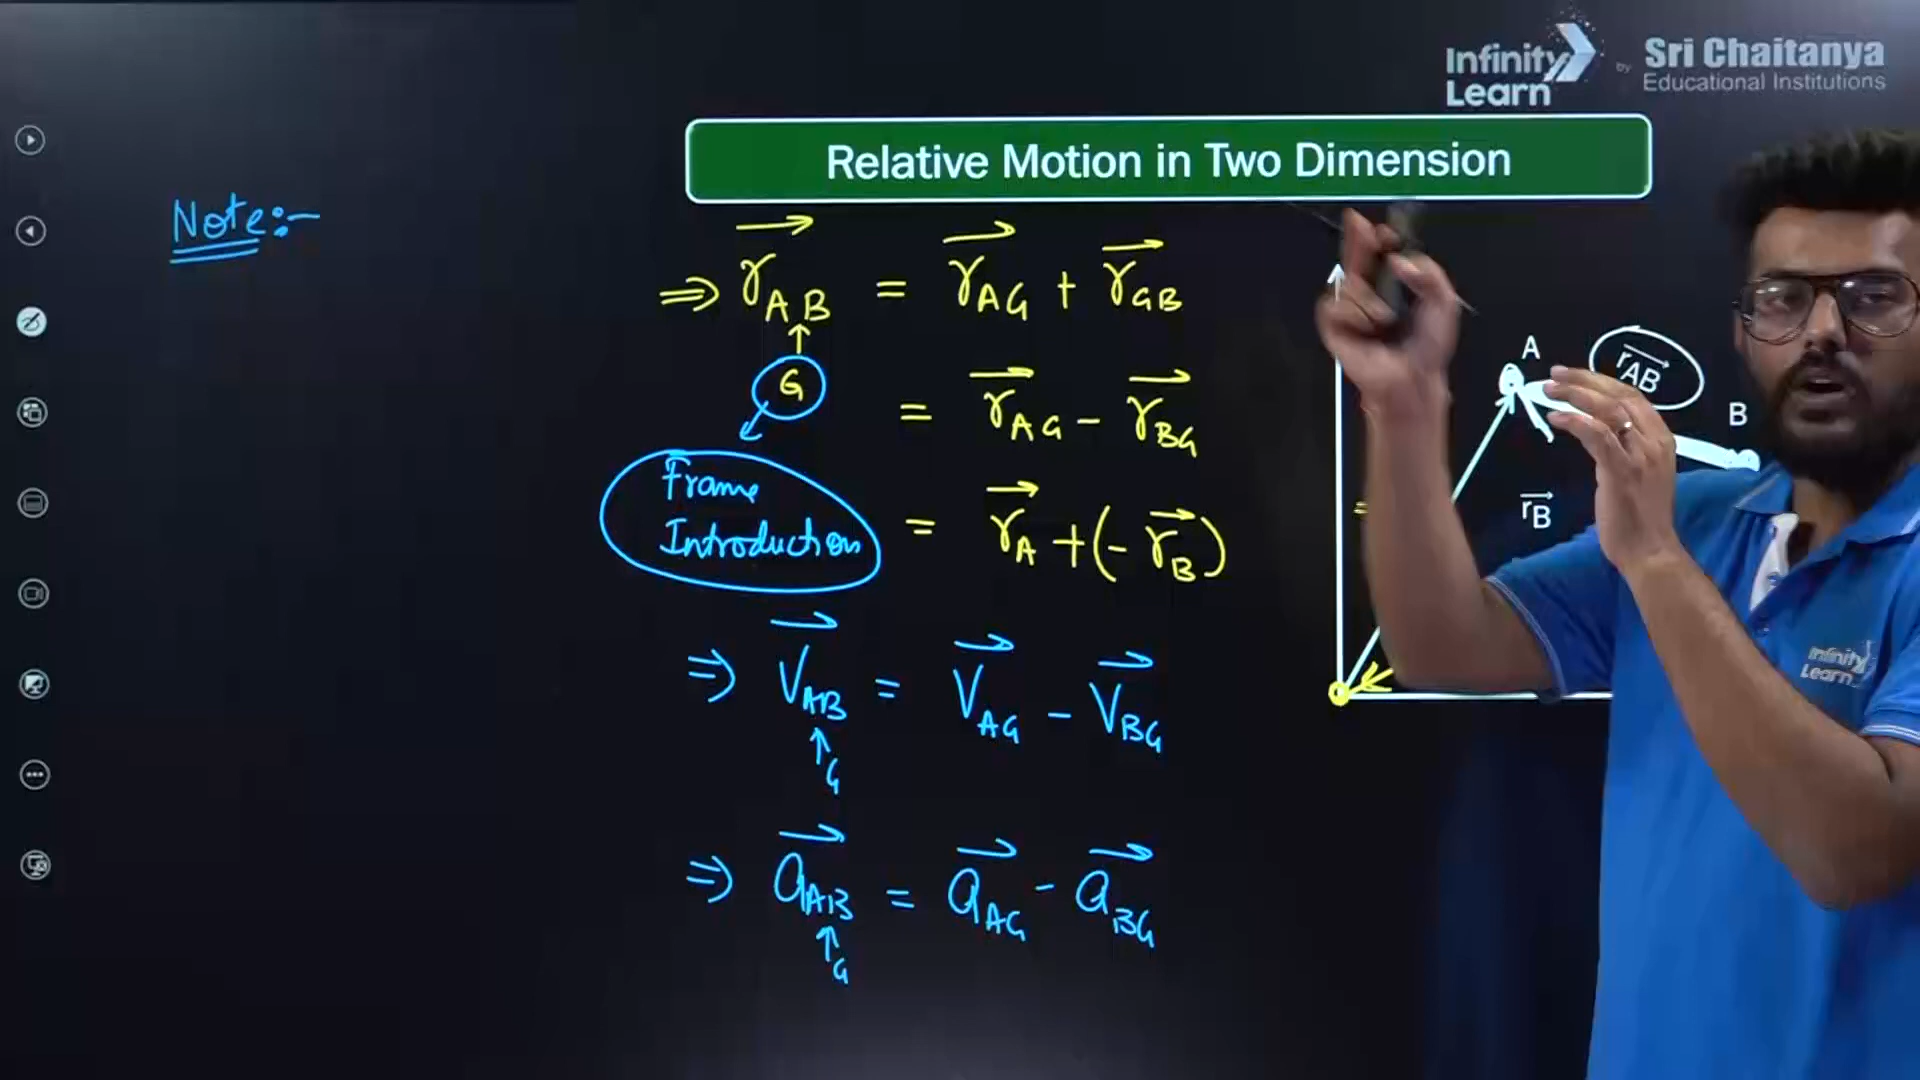 Infinity Learn by Sri Chaitanya Educational Institutions
Relative Motion in Two Dimension
Note:-
⇒ r⃗AB = r⃗AG + r⃗GB
↑
G
= r⃗AG - r⃗BG
Frame
Introduction
= r⃗A + (- r⃗B)
⇒ V⃗AB = V⃗AG - V⃗BG
↑G
⇒ a⃗AB = a⃗AG - a⃗BG
↑G
A
r⃗AB
B
r⃗B
=
Infinity
Learn